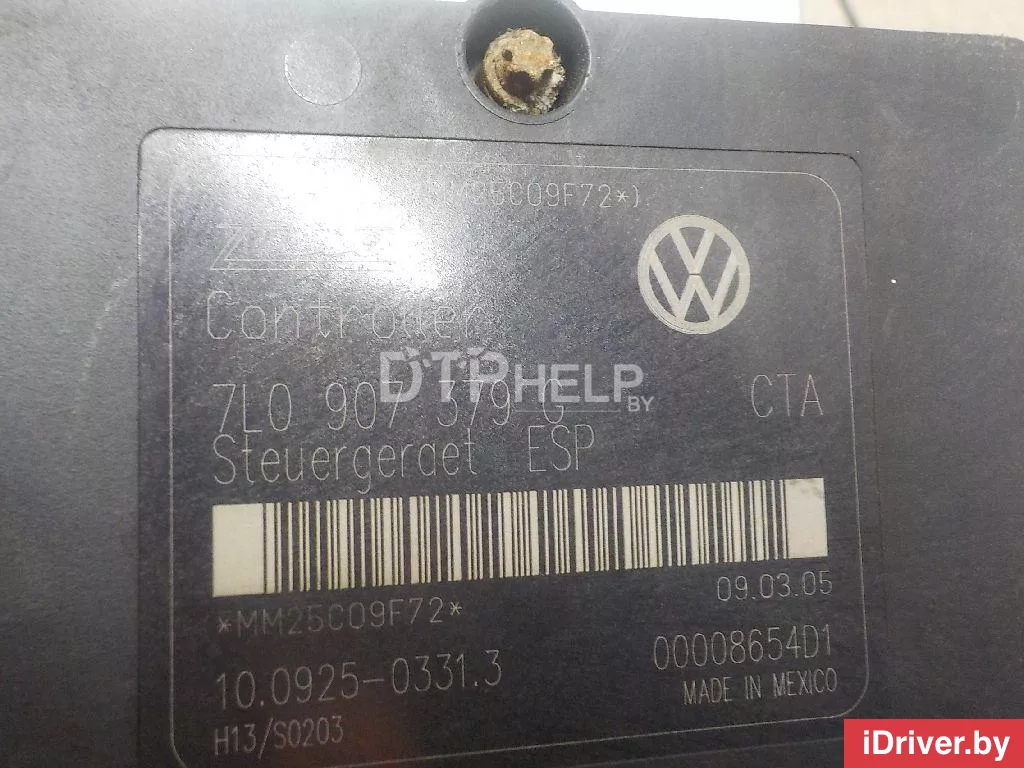 M25C09F72*)
Controller
7L0 907 379 G CTA
DTPHELP.BY
Steuergeraet ESP
09.03.05
*MM25C09F72*
10.0925-0331.3 00008654D1
MADE IN MEXICO
H13/S0203
iDriver.by